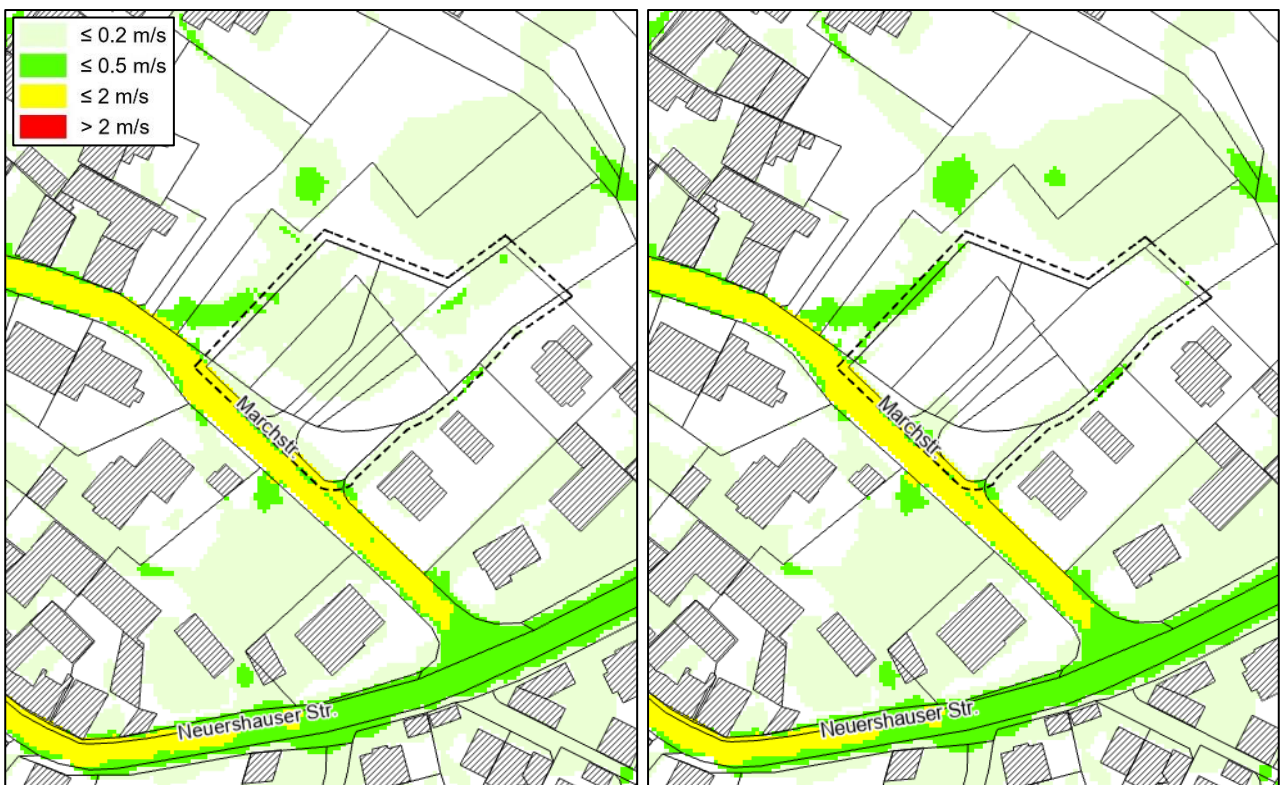 ≤ 0.2 m/s
≤ 0.5 m/s
≤ 2 m/s
> 2 m/s
Marchstr.
Marchstr.
Neuershauser Str.
Neuershauser Str.